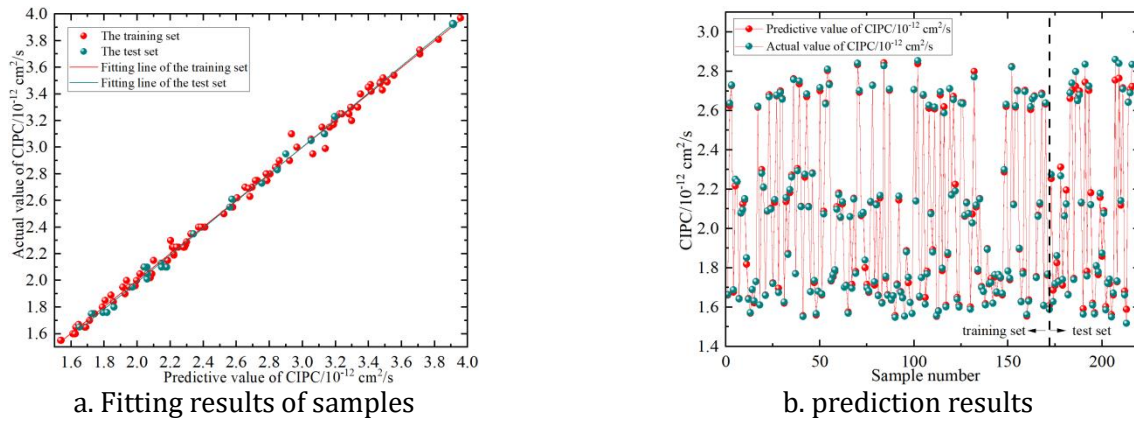 4.0
3.8
3.6
3.4
3.2
3.0
2.8
2.6
2.4
2.2
2.0
1.8
1.6
Actual value of CIPC/10⁻¹² cm²/s
The training set
The test set
Fitting line of the training set
Fitting line of the test set
1.6 1.8 2.0 2.2 2.4 2.6 2.8 3.0 3.2 3.4 3.6 3.8 4.0
Predictive value of CIPC/10⁻¹² cm²/s
a. Fitting results of samples
3.0
2.8
2.6
2.4
2.2
2.0
1.8
1.6
1.4
CIPC/10⁻¹² cm²/s
Predictive value of CIPC/10⁻¹² cm²/s
Actual value of CIPC/10⁻¹² cm²/s
training set
test set
0 50 100 150 200
Sample number
b. prediction results